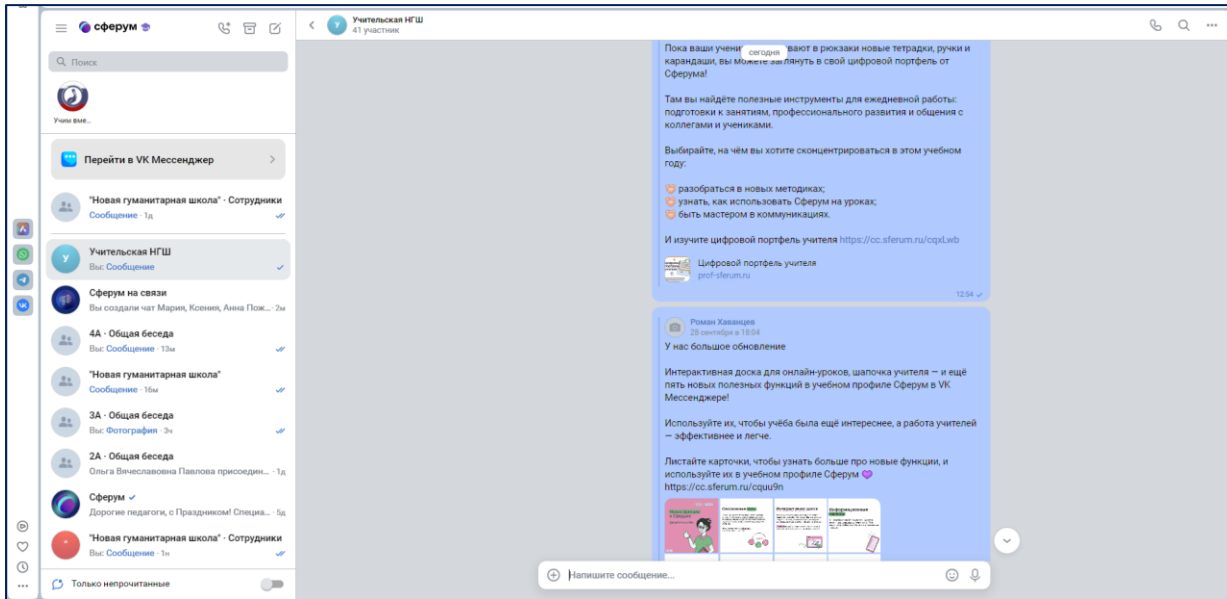 сферум
Поиск
Учим вме...
Перейти в VK Мессенджер
"Новая гуманитарная школа" · Сотрудники
Сообщение · 1д
У
Учительская НГШ
Вы: Сообщение
Сферум на связи
Вы создали чат Мария, Ксения, Анна Пож... · 2м
4А · Общая беседа
Вы: Сообщение · 13м
"Новая гуманитарная школа"
Сообщение · 16м
3А · Общая беседа
Вы: Фотография · 3ч
2А · Общая беседа
Ольга Вячеславовна Павлова присоедин... · 1д
Сферум
Дорогие педагоги, с Праздником! Специа... · 5д
"Новая гуманитарная школа" · Сотрудники
Вы: Сообщение · 1н
Только непрочитанные
У
Учительская НГШ
41 участник
сегодня
Пока ваши вают в рюкзаки новые тетрадки, ручки и
карандаши, вы можете заглянуть в свой цифровой портфель от
Сферума!
Там вы найдёте полезные инструменты для ежедневной работы:
подготовки к занятиям, профессионального развития и общения с
коллегами и учениками.
Выбирайте, на чём вы хотите сконцентрироваться в этом учебном
году:
разобраться в новых методиках;
узнать, как использовать Сферум на уроках;
быть мастером в коммуникациях.
И изучите цифровой портфель учителя https://cc.sferum.ru/cqxLwb
Цифровой портфель учителя
prof-sferum.ru
12:54
Роман Хаванцев
28 сентября в 18:04
У нас большое обновление
Интерактивная доска для онлайн-уроков, шапочка учителя — и ещё
пять новых полезных функций в учебном профиле Сферум в VK
Мессенджере!
Используйте их, чтобы учёба была ещё интереснее, а работа учителей
— эффективнее и легче.
Листайте карточки, чтобы узнать больше про новые функции, и
используйте их в учебном профиле Сферум
https://cc.sferum.ru/cquu9n
Напишите сообщение...